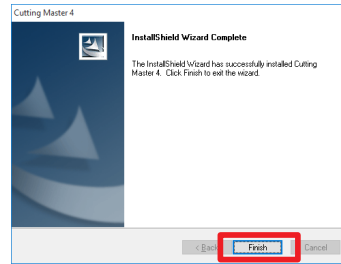 Cutting Master 4
InstallShield Wizard Complete
The InstallShield Wizard has successfully installed Cutting
Master 4. Click Finish to exit the wizard.
< Back
Finish
Cancel